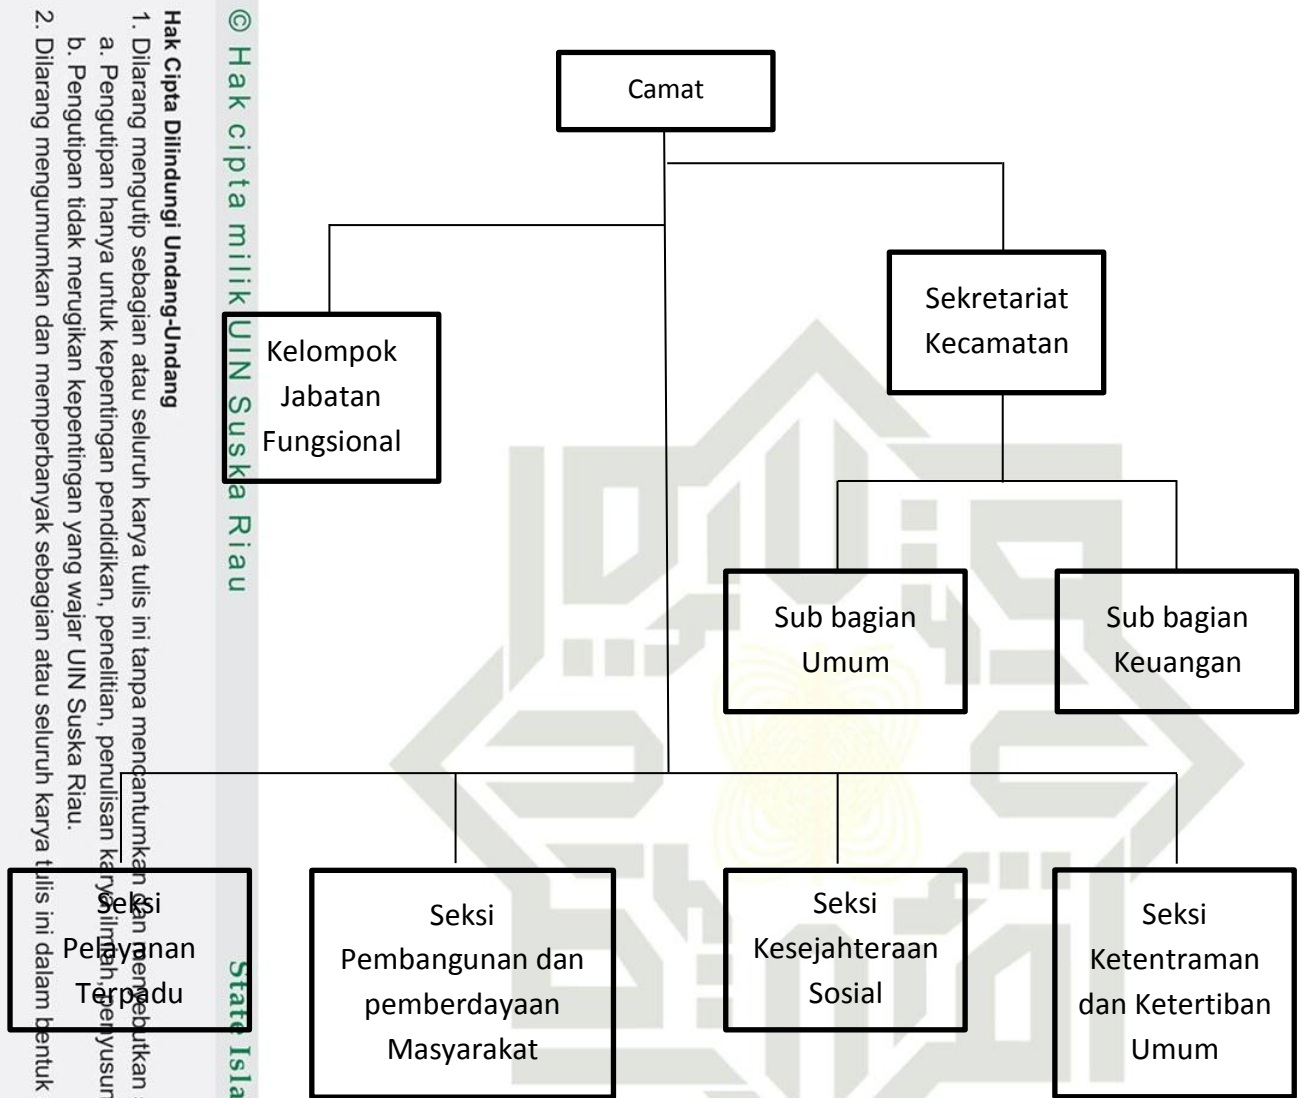 Camat
Sekretariat
Kecamatan
Kelompok
Jabatan
Fungsional
Sub bagian
Umum
Sub bagian
Keuangan
Seksi
Pelayanan
Terpadu
Seksi
Pembangunan dan
pemberdayaan
Masyarakat
Seksi
Kesejahteraan
Sosial
Seksi
Ketentraman
dan Ketertiban
Umum
© Hak cipta milik UIN Suska Riau
State Isla
Hak Cipta Dilindungi Undang-Undang
1. Dilarang mengutip sebagian atau seluruh karya tulis ini tanpa mencantumkan dan menyebutkan
a. Pengutipan hanya untuk kepentingan pendidikan, penelitian, penulisan karya ilmiah, penyusun
b. Pengutipan tidak merugikan kepentingan yang wajar UIN Suska Riau.
2. Dilarang mengumumkan dan memperbanyak sebagian atau seluruh karya tulis ini dalam bentuk